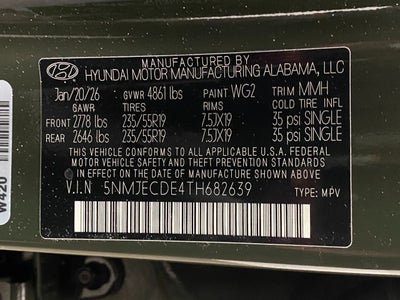 MANUFACTURED BY
HYUNDAI MOTOR MANUFACTURING ALABAMA, LLC
Jan/20/26 GVWR 4861 lbs PAINT WG2 TRIM MMH
GAWR TIRES RIMS COLD TIRE INFL
FRONT 2778 lbs 235/55R19 7.5JX19 35 psi SINGLE
REAR 2646 lbs 235/55R19 7.5JX19 35 psi SINGLE
THIS VEHICLE CONFORMS TO ALL APPLICABLE U.S.A. FEDERAL
MOTOR VEHICLE SAFETY STANDARDS IN EFFECT ON THE DATE OF
MANUFACTURE SHOWN ABOVE.
V.I.N 5NMJECDE4TH682639 TYPE: MPV
W420